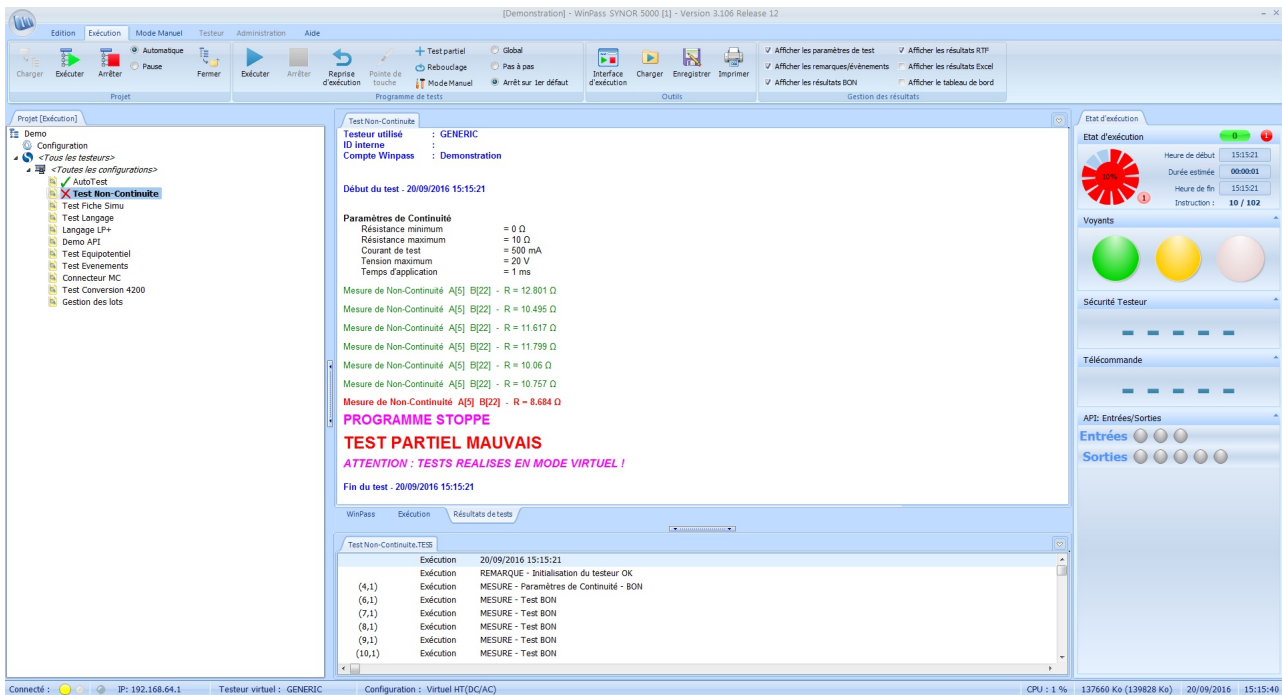 [Demonstration] - WinPass SYNOR 5000 [1] - Version 3.106 Release 12
Edition Exécution Mode Manuel Testeur Administration Aide
Charger Exécuter Arrêter Automatique Pause Fermer
Projet
Exécuter Arrêter Reprise d'exécution Pointe de touche
Test partiel
Rebouclage
Mode Manuel
Global
Pas à pas
Arrêt sur 1er défaut
Programme de tests
Interface d'exécution Charger Enregistrer Imprimer
Outils
Afficher les paramètres de test
Afficher les remarques/évènements
Afficher les résultats BON
Afficher les résultats RTF
Afficher les résultats Excel
Afficher le tableau de bord
Gestion des résultats
Projet [Exécution]
Demo
Configuration
<Tous les testeurs>
<Toutes les configurations>
AutoTest
Test Non-Continuite
Test Fiche Simu
Test Langage
Langage LP+
Demo API
Test Equipotentiel
Test Evenements
Connecteur MC
Test Conversion 4200
Gestion des lots
Test Non-Continuite
Testeur utilisé : GENERIC
ID interne :
Compte Winpass : Demonstration
Début du test - 20/09/2016 15:15:21
Paramètres de Continuité
Résistance minimum = 0 Ω
Résistance maximum = 10 Ω
Courant de test = 500 mA
Tension maximum = 20 V
Temps d'application = 1 ms
Mesure de Non-Continuité A[5] B[22] - R = 12.801 Ω
Mesure de Non-Continuité A[5] B[22] - R = 10.495 Ω
Mesure de Non-Continuité A[5] B[22] - R = 11.617 Ω
Mesure de Non-Continuité A[5] B[22] - R = 11.799 Ω
Mesure de Non-Continuité A[5] B[22] - R = 10.06 Ω
Mesure de Non-Continuité A[5] B[22] - R = 10.757 Ω
Mesure de Non-Continuité A[5] B[22] - R = 8.684 Ω
PROGRAMME STOPPE
TEST PARTIEL MAUVAIS
ATTENTION : TESTS REALISES EN MODE VIRTUEL !
Fin du test - 20/09/2016 15:15:21
WinPass Exécution Résultats de tests
Test Non-Continuite.TESS
Exécution 20/09/2016 15:15:21
Exécution REMARQUE - Initialisation du testeur OK
(4,1) Exécution MESURE - Paramètres de Continuité - BON
(6,1) Exécution MESURE - Test BON
(7,1) Exécution MESURE - Test BON
(8,1) Exécution MESURE - Test BON
(9,1) Exécution MESURE - Test BON
(10,1) Exécution MESURE - Test BON
Etat d'exécution
Etat d'exécution 0 1
10%
1
Heure de début 15:15:21
Durée estimée 00:00:01
Heure de fin 15:15:21
Instruction : 10 / 102
Voyants
Sécurité Testeur
- - - - -
Télécommande
- - - - -
API: Entrées/Sorties
Entrées
Sorties
Connecté : IP: 192.168.64.1 Testeur virtuel : GENERIC Configuration : Virtuel HT(DC/AC) CPU : 1 % 137660 Ko (139828 Ko) 20/09/2016 15:15:40